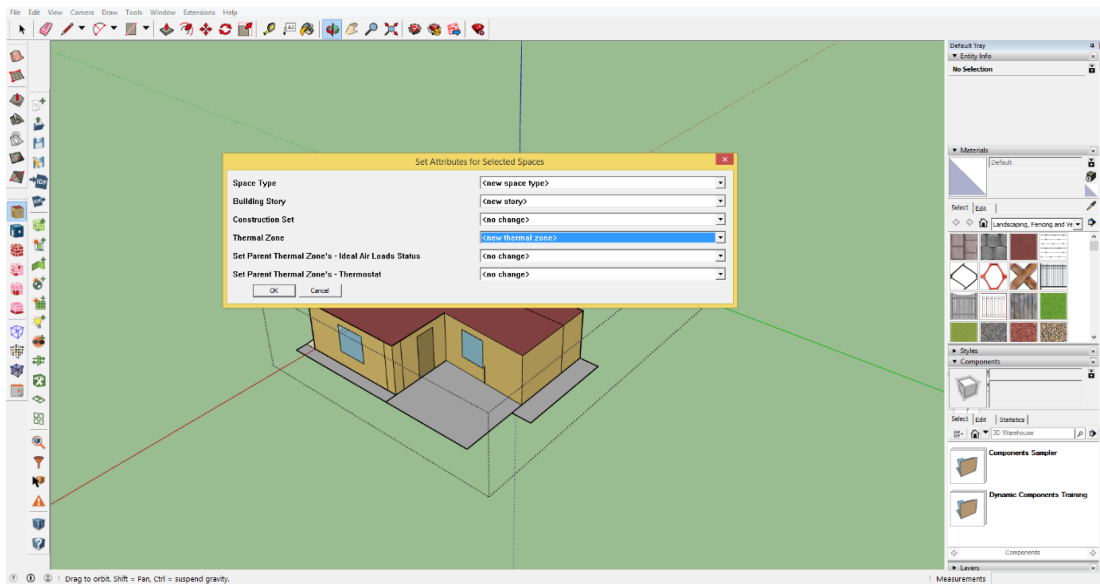 File Edit View Camera Draw Tools Window Extensions Help
A1
Default Tray
Entity Info
No Selection
Materials
Default
Select Edit
Landscaping, Fencing and Ve
Styles
Components
Select Edit Statistics
3D Warehouse
Components Sampler
Dynamic Components Training
Components
Layers
IDF
Set Attributes for Selected Spaces
Space Type <new space type>
Building Story <new story>
Construction Set <no change>
Thermal Zone <new thermal zone>
Set Parent Thermal Zone's - Ideal Air Loads Status <no change>
Set Parent Thermal Zone's - Thermostat <no change>
OK Cancel
Drag to orbit. Shift = Pan, Ctrl = suspend gravity.
Measurements